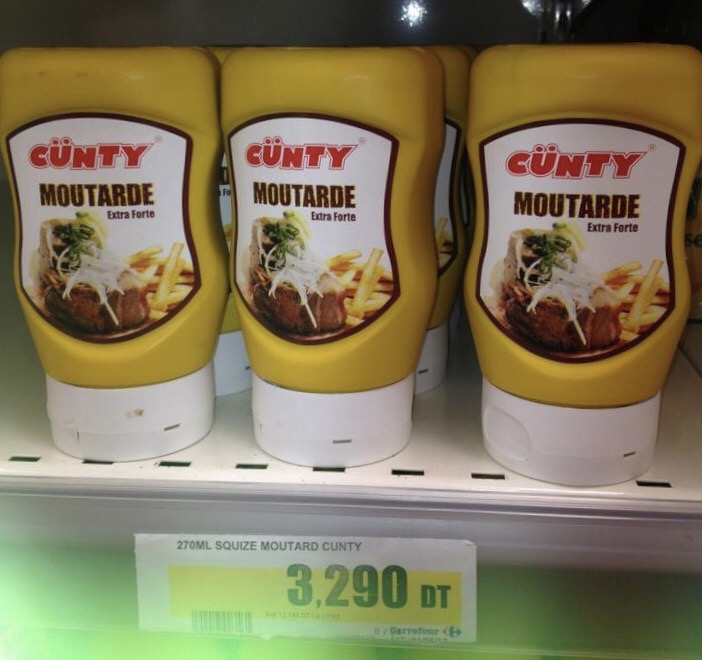 CÜNTY®
MOUTARDE
Extra Forte
CÜNTY®
MOUTARDE
Extra Forte
CÜNTY®
MOUTARDE
Extra Forte
270ML SQUIZE MOUTARD CUNTY
3,290 DT
Carrefour